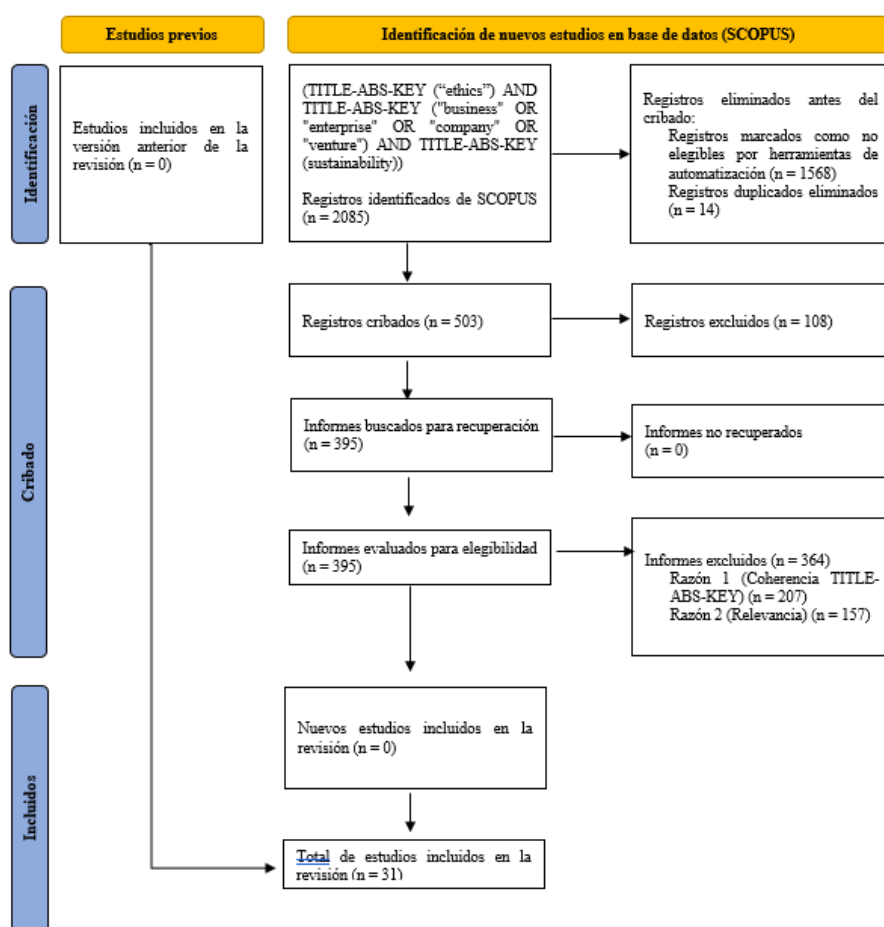 Estudios previos
Identificación de nuevos estudios en base de datos (SCOPUS)
Identificación
Estudios incluidos en la
versión anterior de la
revisión (n = 0)
(TITLE-ABS-KEY (“ethics”) AND
TITLE-ABS-KEY ("business" OR
"enterprise" OR "company" OR
"venture") AND TITLE-ABS-KEY
(sustainability))
Registros identificados de SCOPUS
(n = 2085)
Registros eliminados antes del
cribado:
Registros marcados como no
elegibles por herramientas de
automatización (n = 1568)
Registros duplicados eliminados
(n = 14)
Cribado
Registros cribados (n = 503)
Registros excluidos (n = 108)
Informes buscados para recuperación
(n = 395)
Informes no recuperados
(n = 0)
Informes evaluados para elegibilidad
(n = 395)
Informes excluidos (n = 364)
Razón 1 (Coherencia TITLE-
ABS-KEY) (n = 207)
Razón 2 (Relevancia) (n = 157)
Incluidos
Nuevos estudios incluidos en la
revisión (n = 0)
Total de estudios incluidos en la
revisión (n = 31)